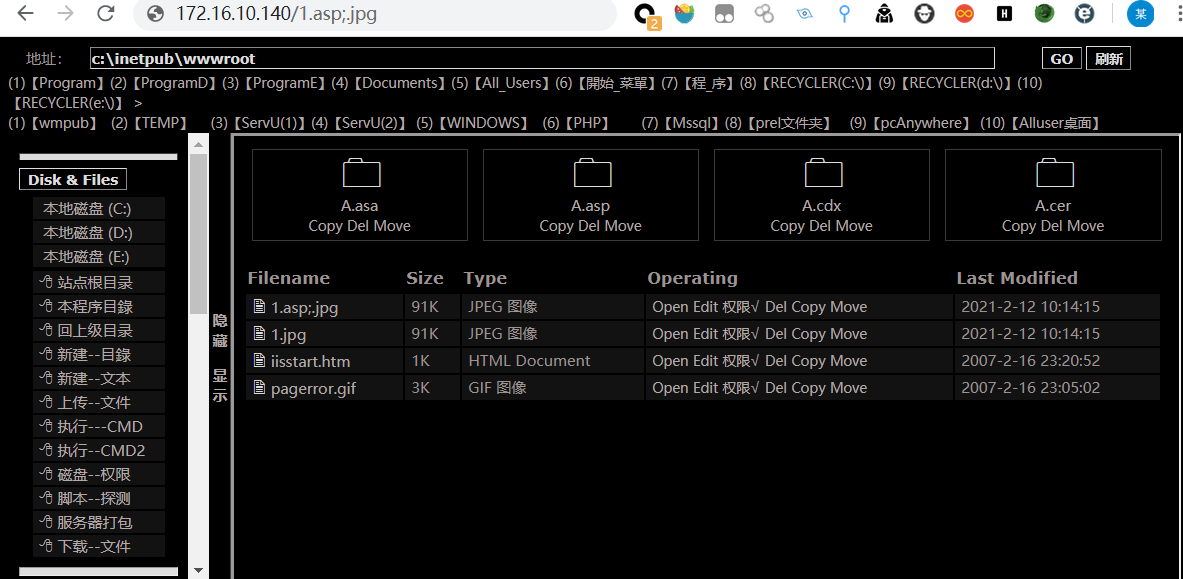 172.16.10.140/1.asp;.jpg
2
H
某
地址: c:\inetpub\wwwroot GO 刷新
(1)【Program】(2)【ProgramD】(3)【ProgramE】(4)【Documents】(5)【All_Users】(6)【開始_菜單】(7)【程_序】(8)【RECYCLER(C:\)】(9)【RECYCLER(d:\)】(10)
【RECYCLER(e:\)】 >
(1)【wmpub】 (2)【TEMP】 (3)【ServU(1)】(4)【ServU(2)】 (5)【WINDOWS】 (6)【PHP】 (7)【Mssql】(8)【prel文件夹】 (9)【pcAnywhere】 (10)【Alluser桌面】
Disk & Files
本地磁盘 (C:)
本地磁盘 (D:)
本地磁盘 (E:)
站点根目录
本程序目錄
回上级目录
新建--目錄
新建--文本
上传--文件
执行---CMD
执行---CMD2
磁盘--权限
脚本--探测
服务器打包
下载--文件
隐藏
显示
A.asa A.asp A.cdx A.cer
Copy Del Move Copy Del Move Copy Del Move Copy Del Move
Filename Size Type Operating Last Modified
1.asp;.jpg 91K JPEG 图像 Open Edit 权限√ Del Copy Move 2021-2-12 10:14:15
1.jpg 91K JPEG 图像 Open Edit 权限√ Del Copy Move 2021-2-12 10:14:15
iisstart.htm 1K HTML Document Open Edit 权限√ Del Copy Move 2007-2-16 23:20:52
pagerror.gif 3K GIF 图像 Open Edit 权限√ Del Copy Move 2007-2-16 23:05:02